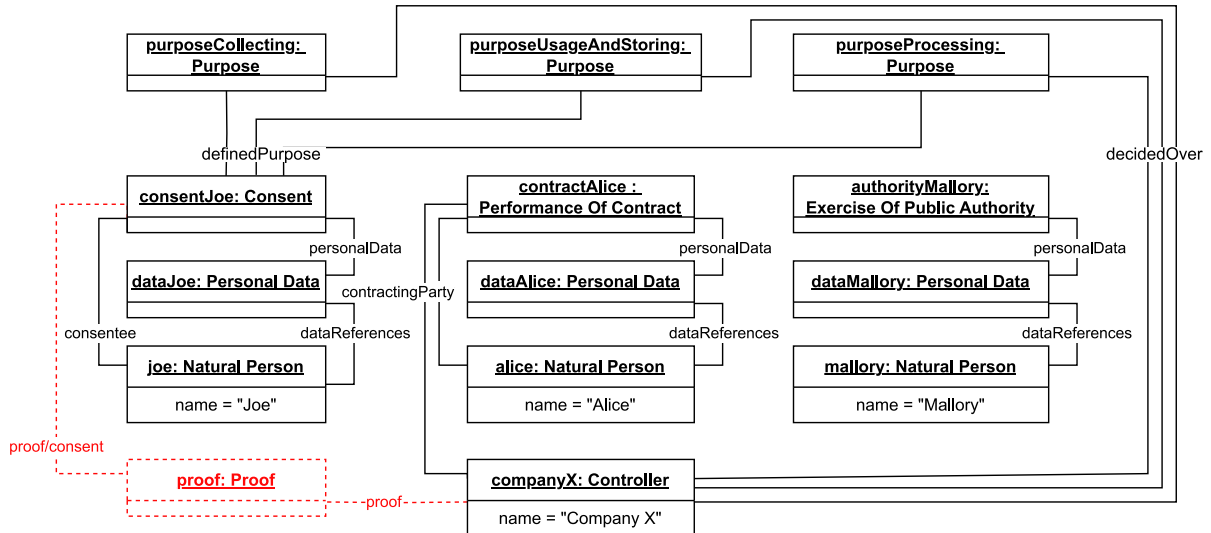 purposeCollecting:
Purpose
purposeUsageAndStoring:
Purpose
purposeProcessing:
Purpose
definedPurpose
decidedOver
consentJoe: Consent
contractAlice :
Performance Of Contract
authorityMallory:
Exercise Of Public Authority
personalData
personalData
personalData
dataJoe: Personal Data
dataAlice: Personal Data
dataMallory: Personal Data
contractingParty
consentee
dataReferences
dataReferences
dataReferences
joe: Natural Person
alice: Natural Person
mallory: Natural Person
name = "Joe"
name = "Alice"
name = "Mallory"
proof/consent
proof: Proof
proof
companyX: Controller
name = "Company X"